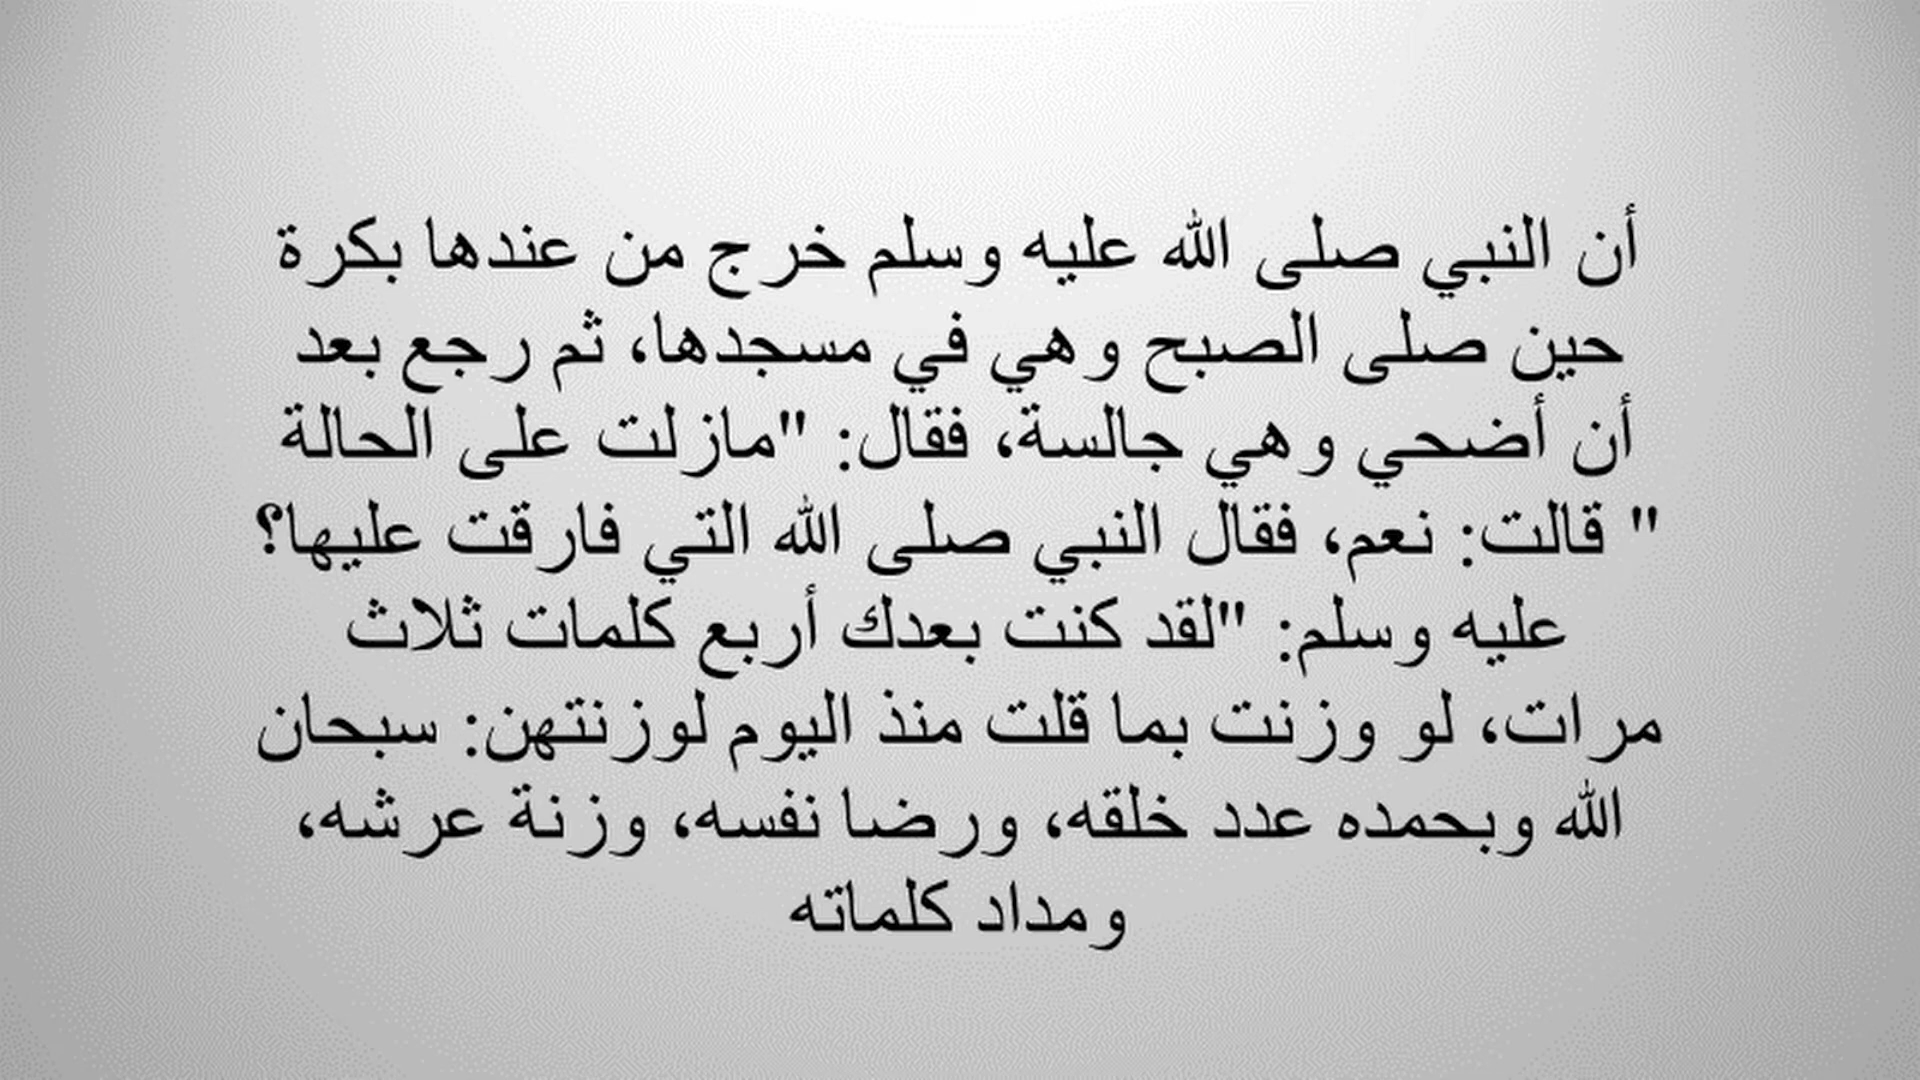 أن النبي صلى الله عليه وسلم خرج من عندها بكرة
حين صلى الصبح وهي في مسجدها، ثم رجع بعد
أن أضحي وهي جالسة، فقال: "مازلت على الحالة
" قالت: نعم، فقال النبي صلى الله التي فارقت عليها؟
عليه وسلم: "لقد كنت بعدك أربع كلمات ثلاث
مرات، لو وزنت بما قلت منذ اليوم لوزنتهن: سبحان
الله وبحمده عدد خلقه، ورضا نفسه، وزنة عرشه،
ومداد كلماته